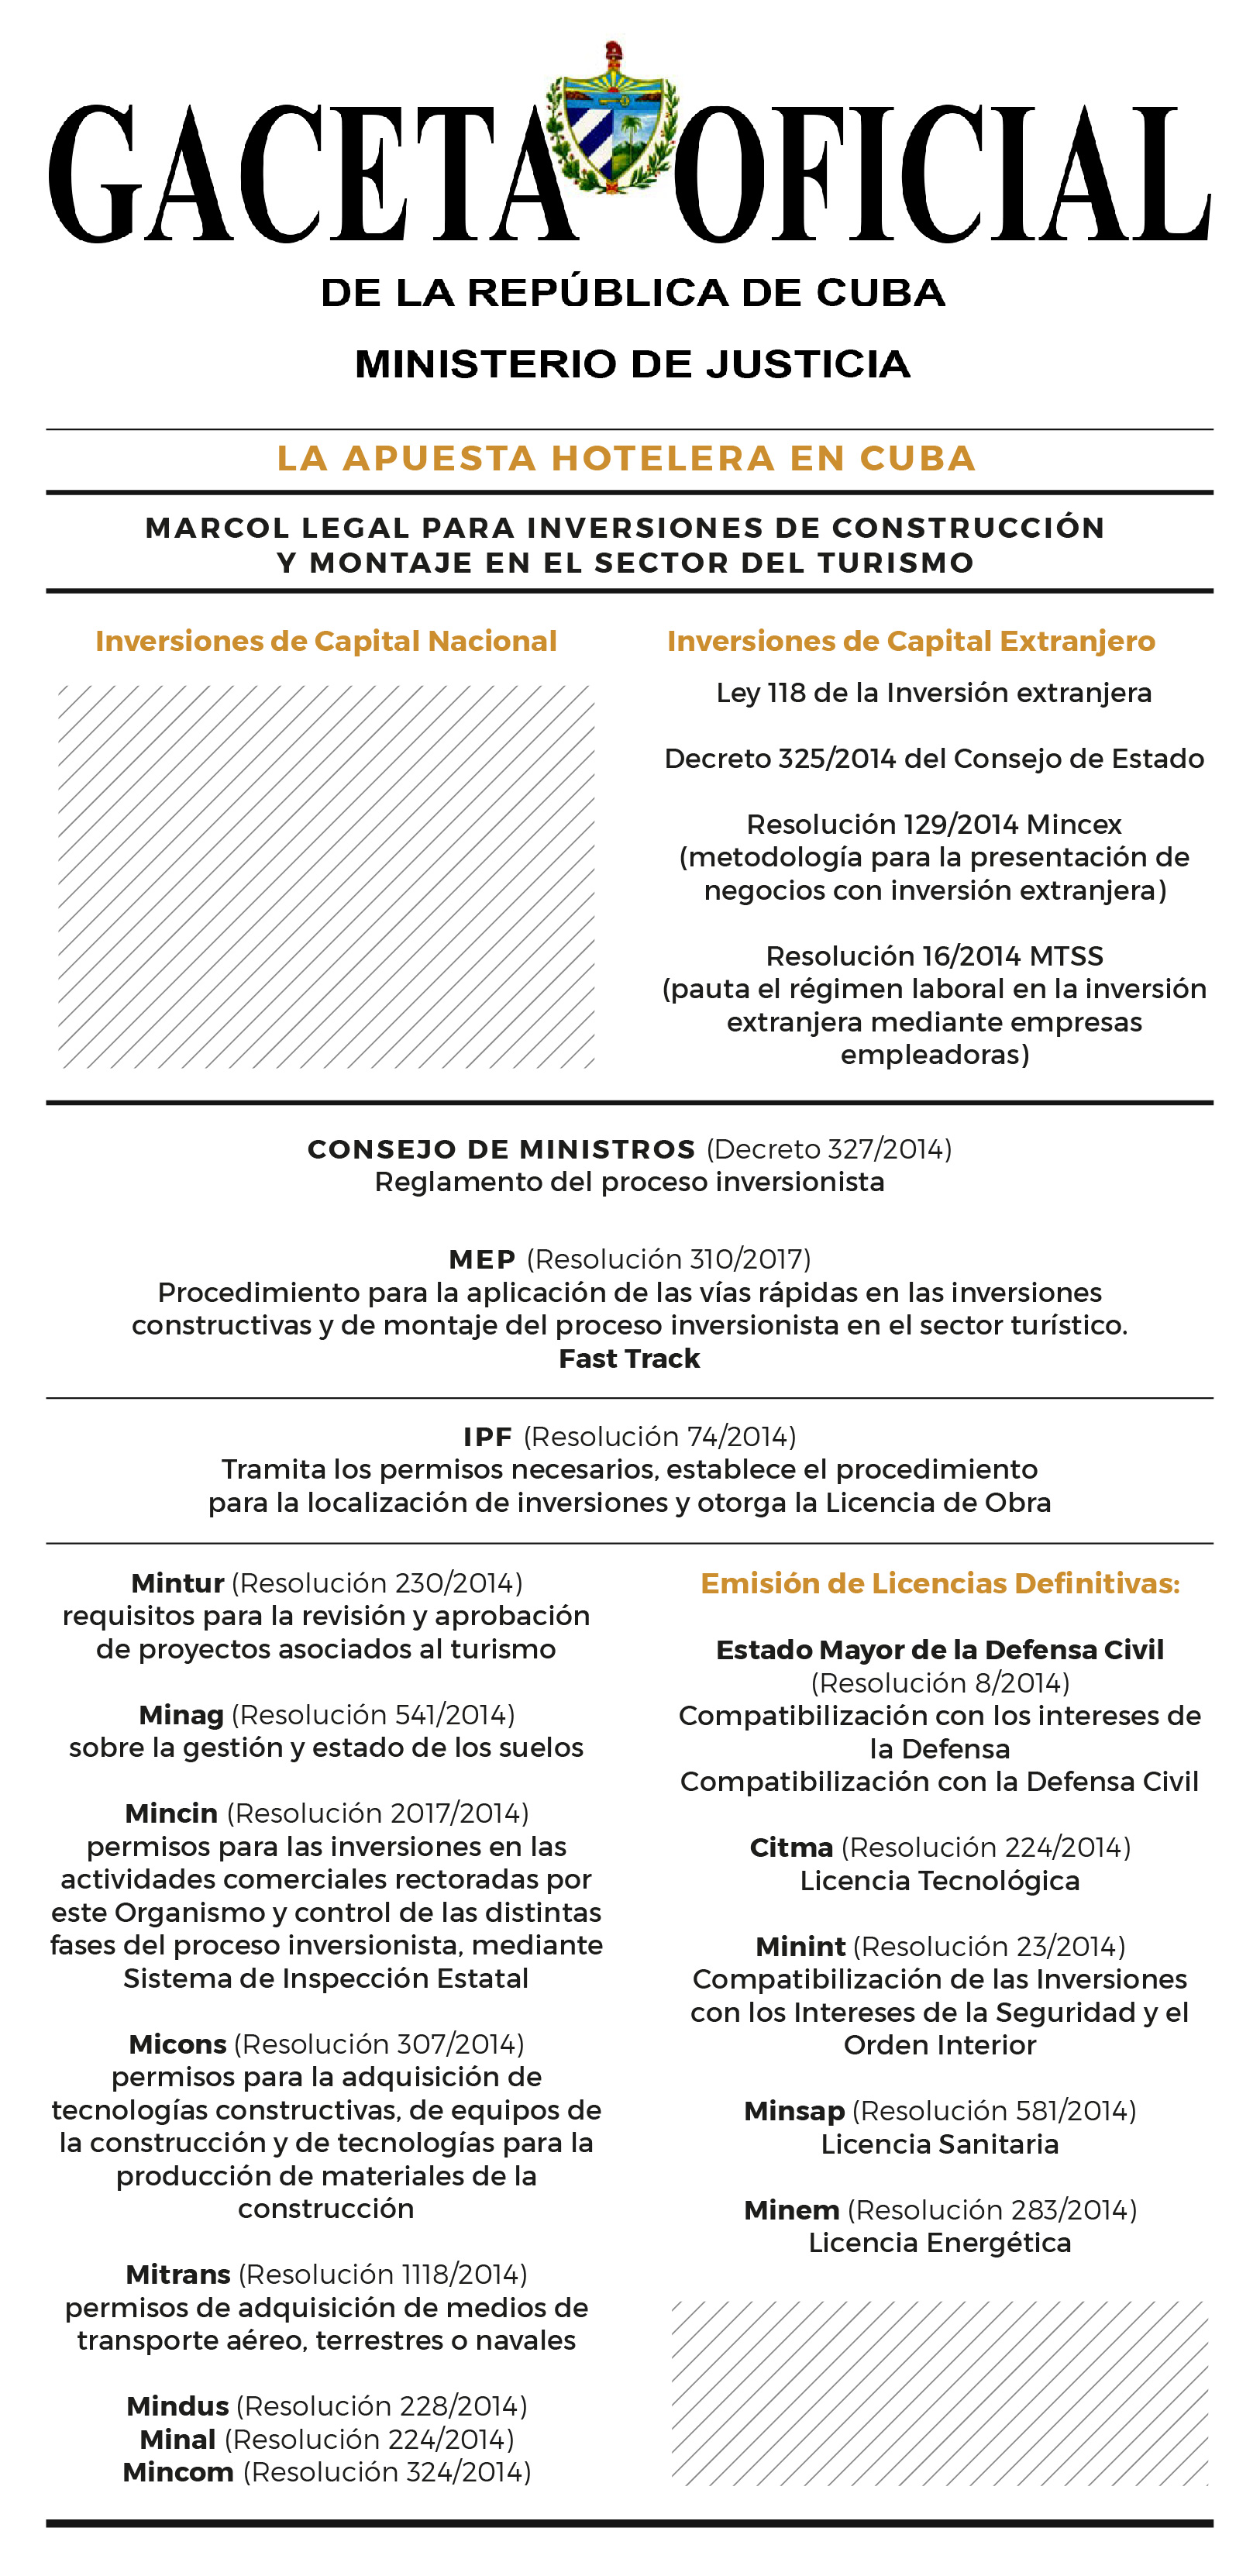 GACETA OFICIAL
DE LA REPÚBLICA DE CUBA
MINISTERIO DE JUSTICIA
LA APUESTA HOTELERA EN CUBA
MARCOL LEGAL PARA INVERSIONES DE CONSTRUCCIÓN
Y MONTAJE EN EL SECTOR DEL TURISMO
Inversiones de Capital Nacional
Inversiones de Capital Extranjero
Ley 118 de la Inversión extranjera
Decreto 325/2014 del Consejo de Estado
Resolución 129/2014 Mincex
(metodología para la presentación de
negocios con inversión extranjera)
Resolución 16/2014 MTSS
(pauta el régimen laboral en la inversión
extranjera mediante empresas
empleadoras)
CONSEJO DE MINISTROS (Decreto 327/2014)
Reglamento del proceso inversionista
MEP (Resolución 310/2017)
Procedimiento para la aplicación de las vías rápidas en las inversiones
constructivas y de montaje del proceso inversionista en el sector turístico.
Fast Track
IPF (Resolución 74/2014)
Tramita los permisos necesarios, establece el procedimiento
para la localización de inversiones y otorga la Licencia de Obra
Mintur (Resolución 230/2014)
requisitos para la revisión y aprobación
de proyectos asociados al turismo
Minag (Resolución 541/2014)
sobre la gestión y estado de los suelos
Mincin (Resolución 2017/2014)
permisos para las inversiones en las
actividades comerciales rectoradas por
este Organismo y control de las distintas
fases del proceso inversionista, mediante
Sistema de Inspección Estatal
Micons (Resolución 307/2014)
permisos para la adquisición de
tecnologías constructivas, de equipos de
la construcción y de tecnologías para la
producción de materiales de la
construcción
Mitrans (Resolución 1118/2014)
permisos de adquisición de medios de
transporte aéreo, terrestres o navales
Mindus (Resolución 228/2014)
Minal (Resolución 224/2014)
Mincom (Resolución 324/2014)
Emisión de Licencias Definitivas:
Estado Mayor de la Defensa Civil
(Resolución 8/2014)
Compatibilización con los intereses de
la Defensa
Compatibilización con la Defensa Civil
Citma (Resolución 224/2014)
Licencia Tecnológica
Minint (Resolución 23/2014)
Compatibilización de las Inversiones
con los Intereses de la Seguridad y el
Orden Interior
Minsap (Resolución 581/2014)
Licencia Sanitaria
Minem (Resolución 283/2014)
Licencia Energética